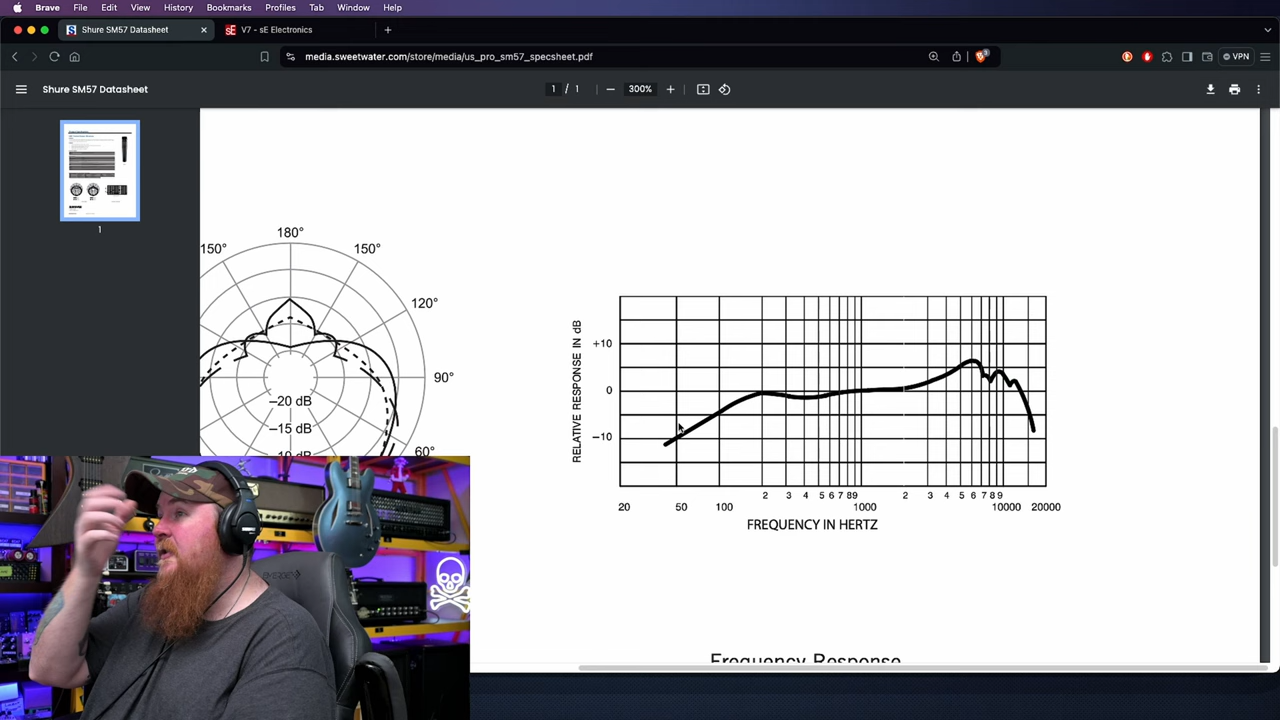 Brave File Edit View History Bookmarks Profiles Tab Window Help
Shure SM57 Datasheet
V7 - sE Electronics
media.sweetwater.com/store/media/us_pro_sm57_specsheet.pdf
VPN
Shure SM57 Datasheet
1 / 1
300%
1
180°
150° 150°
120°
90°
60°
−20 dB
−15 dB
RELATIVE RESPONSE IN dB
+10
0
−10
2 3 4 5 6 7 8 9 2 3 4 5 6 7 8 9
20 50 100 1000 10000 20000
FREQUENCY IN HERTZ
Frequency Response